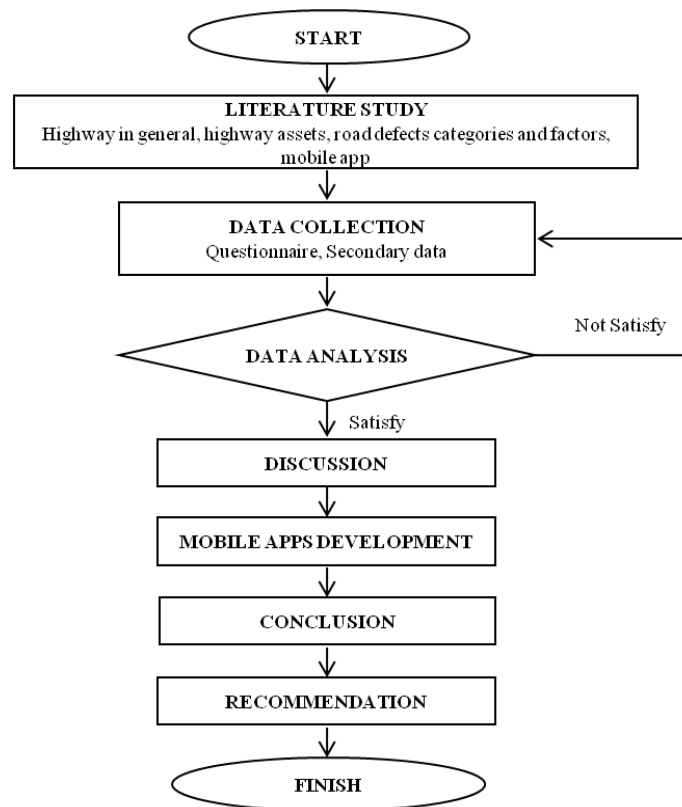 START
LITERATURE STUDY
Highway in general, highway assets, road defects categories and factors,
mobile app
DATA COLLECTION
Questionnaire, Secondary data
Not Satisfy
DATA ANALYSIS
Satisfy
DISCUSSION
MOBILE APPS DEVELOPMENT
CONCLUSION
RECOMMENDATION
FINISH